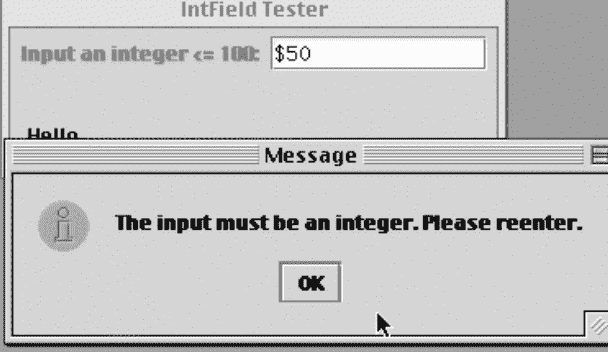 IntField Tester
Input an integer <= 100: $50
Hello
Message
The input must be an integer. Please reenter.
OK